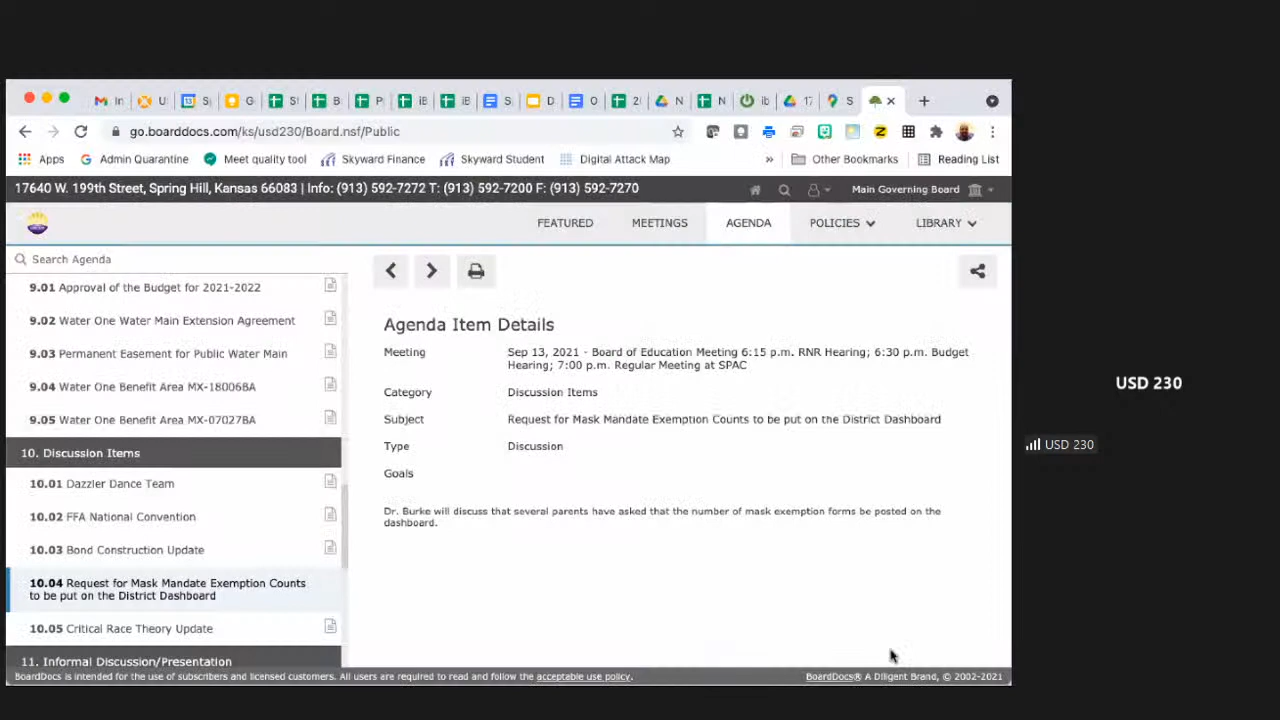 In
U
S
G
St
B
P
iE
iE
S
D
O
2
N
N
ib
17
S
go.boarddocs.com/ks/usd230/Board.nsf/Public
Apps
Admin Quarantine
Meet quality tool
Skyward Finance
Skyward Student
Digital Attack Map
»
Other Bookmarks
Reading List
17640 W. 199th Street, Spring Hill, Kansas 66083 | Info: (913) 592-7272 T: (913) 592-7200 F: (913) 592-7270
Main Governing Board
FEATURED
MEETINGS
AGENDA
POLICIES
LIBRARY
Search Agenda
9.01 Approval of the Budget for 2021-2022
9.02 Water One Water Main Extension Agreement
9.03 Permanent Easement for Public Water Main
9.04 Water One Benefit Area MX-18006BA
9.05 Water One Benefit Area MX-07027BA
10. Discussion Items
10.01 Dazzler Dance Team
10.02 FFA National Convention
10.03 Bond Construction Update
10.04 Request for Mask Mandate Exemption Counts
to be put on the District Dashboard
10.05 Critical Race Theory Update
11. Informal Discussion/Presentation
Agenda Item Details
Meeting
Sep 13, 2021 - Board of Education Meeting 6:15 p.m. RNR Hearing; 6:30 p.m. Budget
Hearing; 7:00 p.m. Regular Meeting at SPAC
Category
Discussion Items
Subject
Request for Mask Mandate Exemption Counts to be put on the District Dashboard
Type
Discussion
Goals
Dr. Burke will discuss that several parents have asked that the number of mask exemption forms be posted on the
dashboard.
BoardDocs is intended for the use of subscribers and licensed customers. All users are required to read and follow the acceptable use policy.
BoardDocs® A Diligent Brand, © 2002-2021
USD 230
USD 230